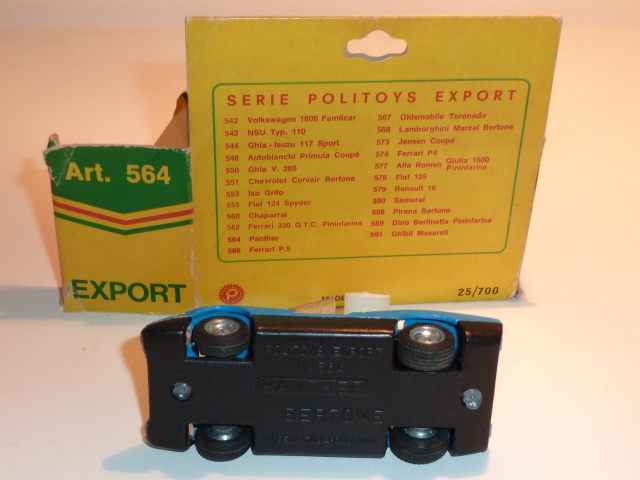 SERIE POLITOYS EXPORT
542 Volkswagen 1600 Familcar
543 NSU Typ. 110
544 Ghia-Isuzu 117 Sport
548 Autobianchi Primula Coupé
550 Ghia V. 280
551 Chevrolet Corvair Bertone
553 Iso Grifo
555 Fiat 124 Spyder
560 Chaparral
562 Ferrari 330 G.T.C. Pininfarina
564 Panther
566 Ferrari P.5
567 Oldsmobile Toronado
568 Lamborghini Marzal Bertone
573 Jensen Coupé
574 Ferrari P4
577 Alfa Romeo Giulia 1600 Pininfarina
578 Fiat 125
579 Renault 16
580 Samurai
588 Pirana Bertone
589 Dino Berlinetta Pininfarina
591 Ghibli Maserati
25/700
Art. 564
EXPORT
POLITOYS EXPORT
564
PANTHER
BERTONE